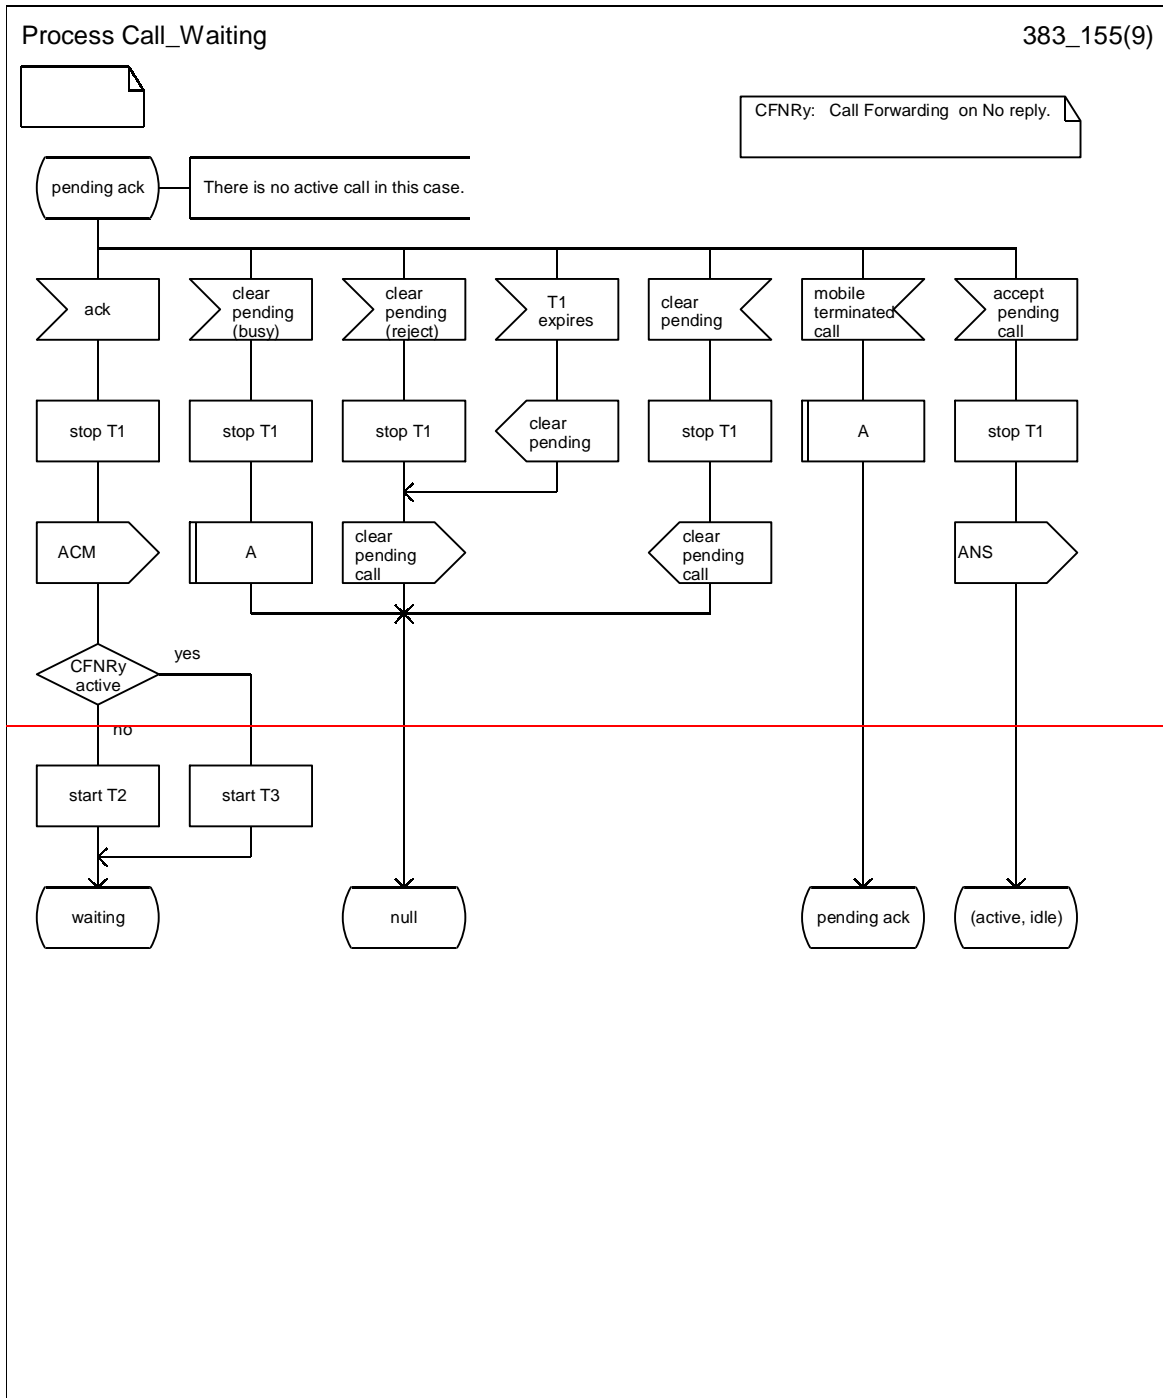 Process Call_Waiting
383_155(9)
CFNRy: Call Forwarding on No reply.
pending ack
There is no active call in this case.
ack
clear
pending
(busy)
clear
pending
(reject)
T1
expires
clear
pending
mobile
terminated
call
accept
pending
call
stop T1
stop T1
stop T1
clear
pending
stop T1
A
stop T1
ACM
A
clear
pending
call
clear
pending
call
ANS
CFNRy
active
yes
no
start T2
start T3
waiting
null
pending ack
(active, idle)